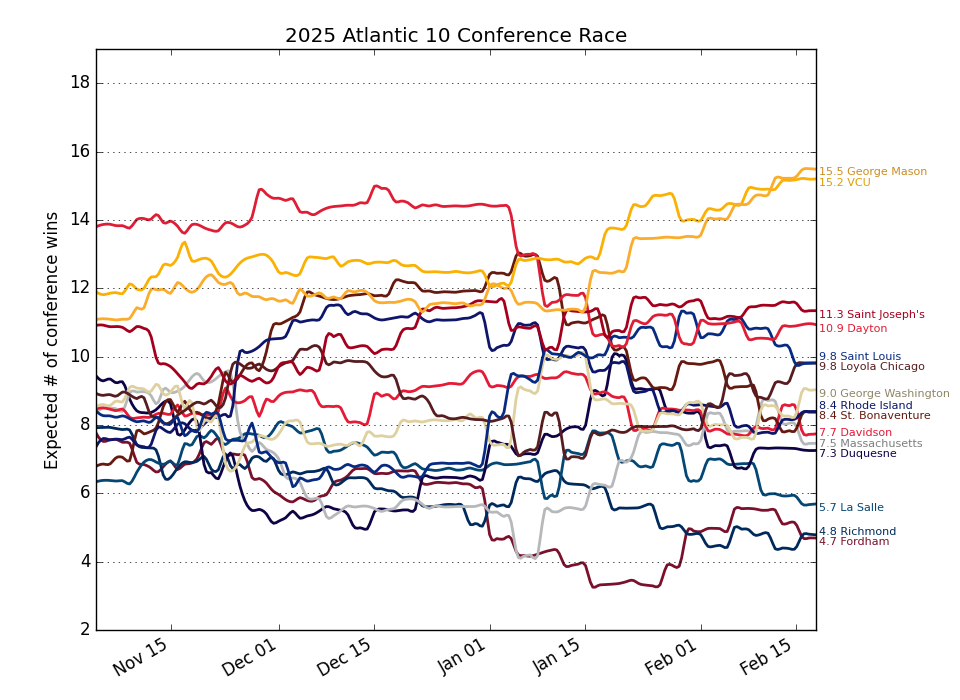 2025 Atlantic 10 Conference Race
Expected # of conference wins
18
16
14
12
10
8
6
4
2
Nov 15
Dec 01
Dec 15
Jan 01
Jan 15
Feb 01
Feb 15
15.5 George Mason
15.2 VCU
11.3 Saint Joseph's
10.9 Dayton
9.8 Saint Louis
9.8 Loyola Chicago
9.0 George Washington
8.4 Rhode Island
8.4 St. Bonaventure
7.7 Davidson
7.5 Massachusetts
7.3 Duquesne
5.7 La Salle
4.8 Richmond
4.7 Fordham